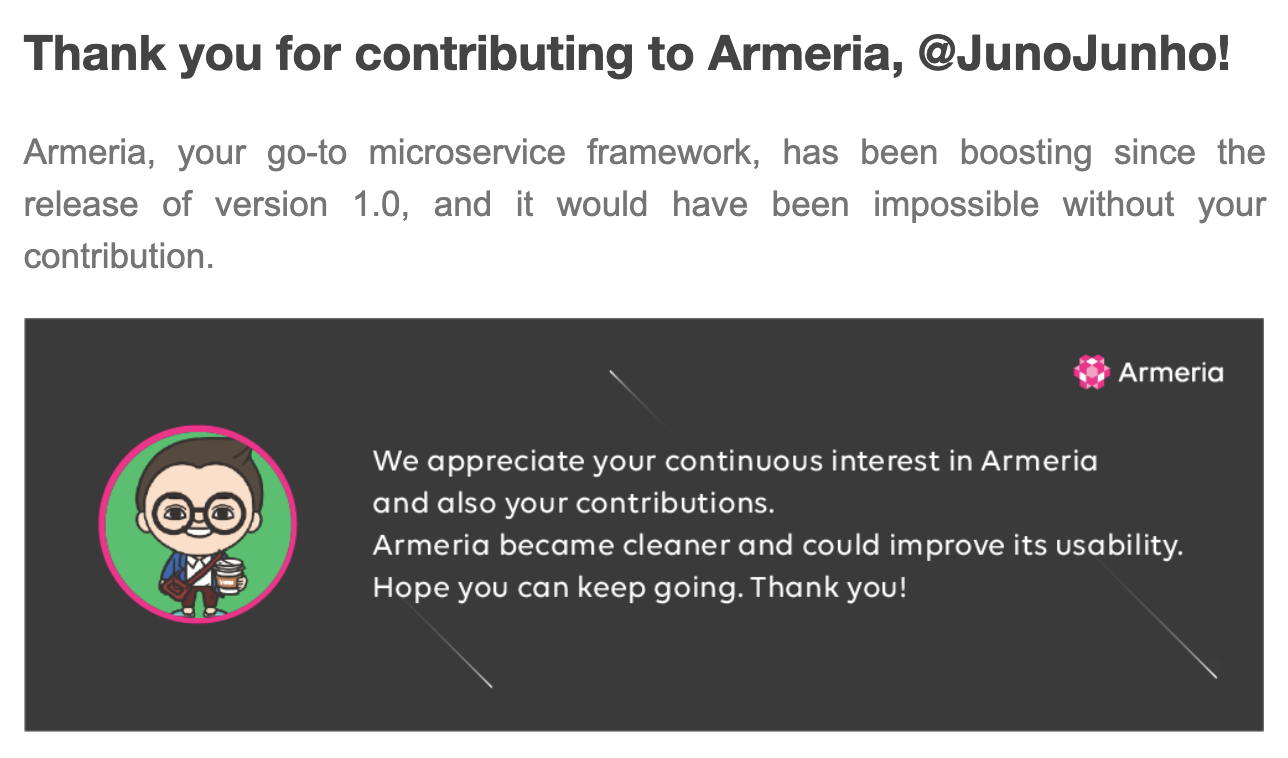 Thank you for contributing to Armeria, @JunoJunho!
Armeria, your go-to microservice framework, has been boosting since the
release of version 1.0, and it would have been impossible without your
contribution.
Armeria
We appreciate your continuous interest in Armeria
and also your contributions.
Armeria became cleaner and could improve its usability.
Hope you can keep going. Thank you!